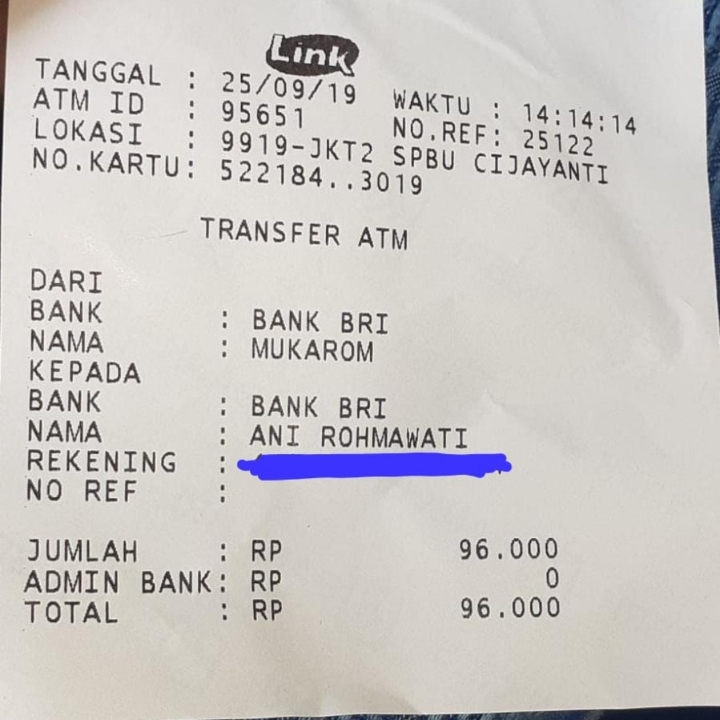 Link
TANGGAL : 25/09/19 WAKTU : 14:14:14
ATM ID : 95651 NO.REF: 25122
LOKASI : 9919-JKT2 SPBU CIJAYANTI
NO.KARTU: 522184..3019
TRANSFER ATM
DARI
BANK : BANK BRI
NAMA : MUKAROM
KEPADA
BANK : BANK BRI
NAMA : ANI ROHMAWATI
REKENING :
NO REF :
JUMLAH : RP 96.000
ADMIN BANK: RP 0
TOTAL : RP 96.000